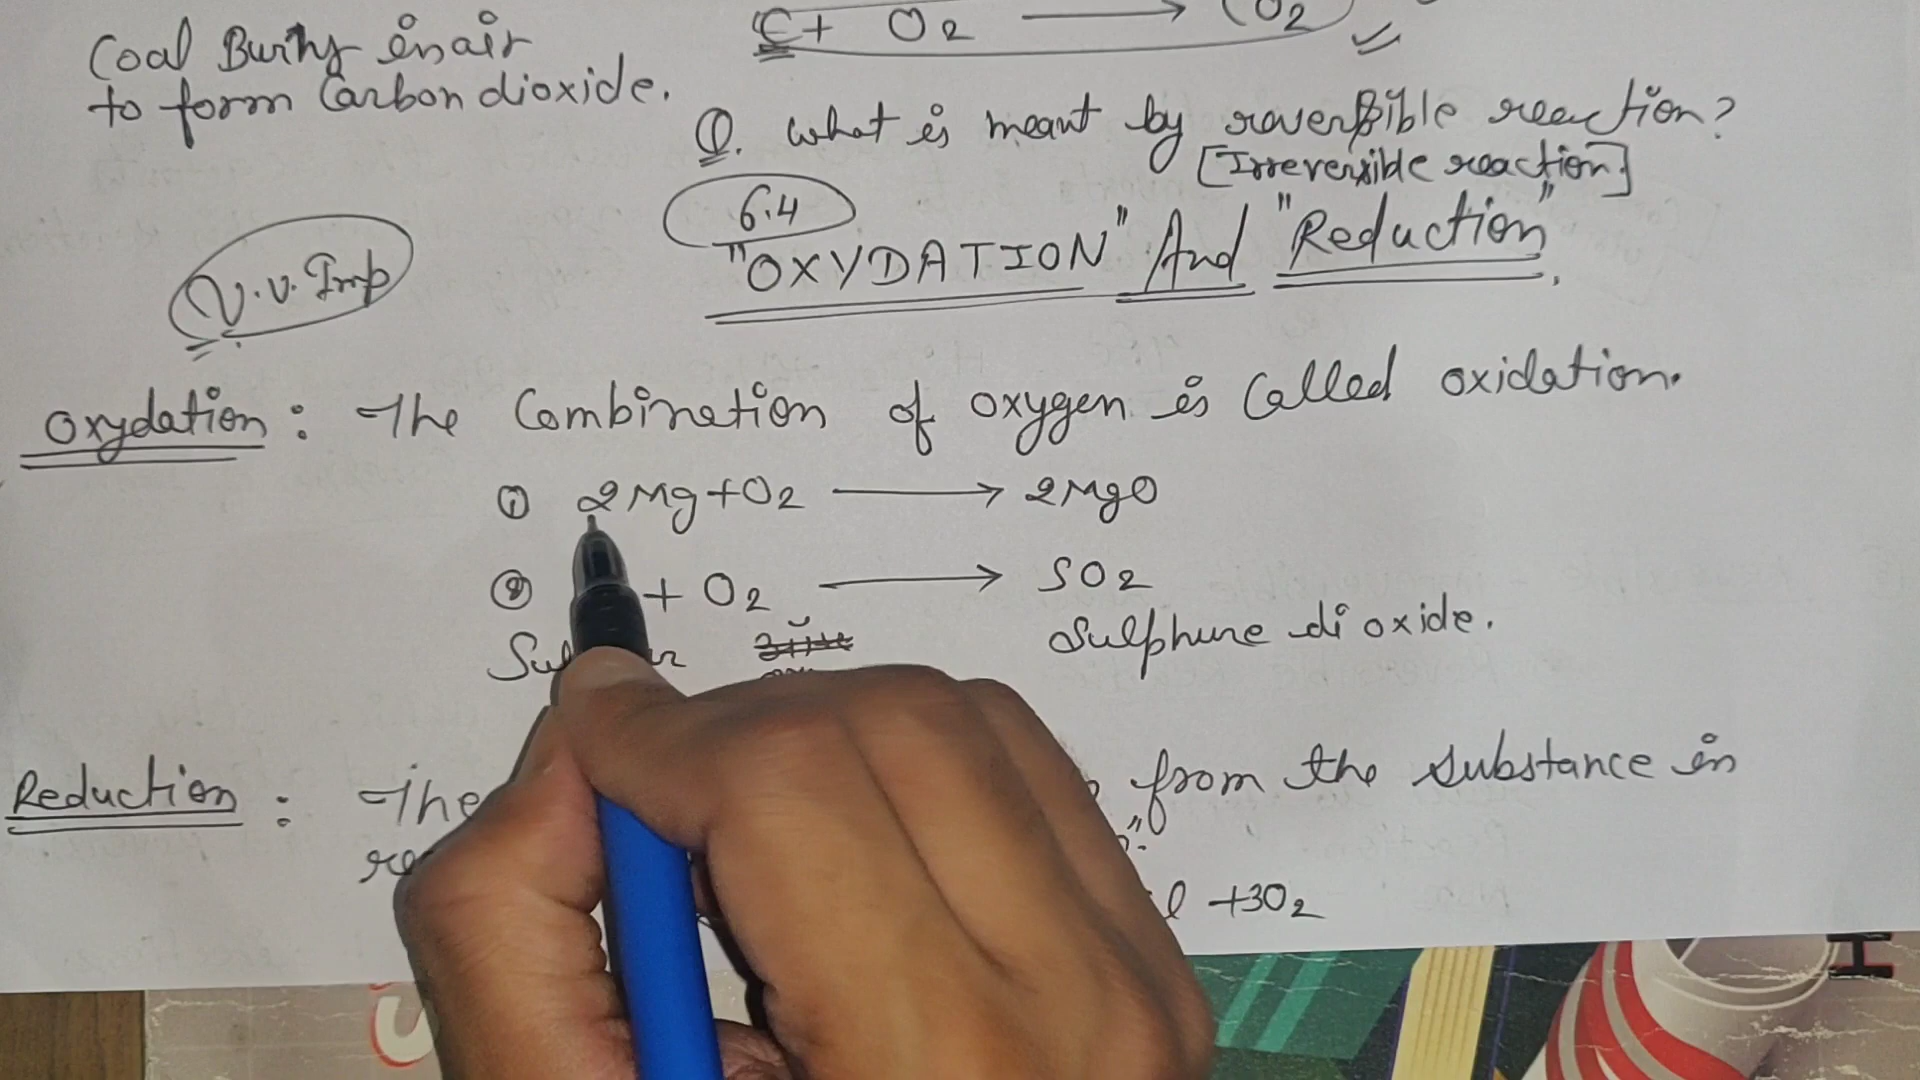 Coal Burning in air
C + O2 → CO2
to form Carbon dioxide.
Q. what is meant by reversible reaction?
[Irreversible reaction]
6.4
V.V. Imp
"OXYDATION" And "Reduction".
Oxydation: The Combination of oxygen is Called oxidation.
① 2Mg+O2 → 2MgO
② + O2 → SO2
Sulphure di oxide.
Reduction: The from the substance in
+3O2